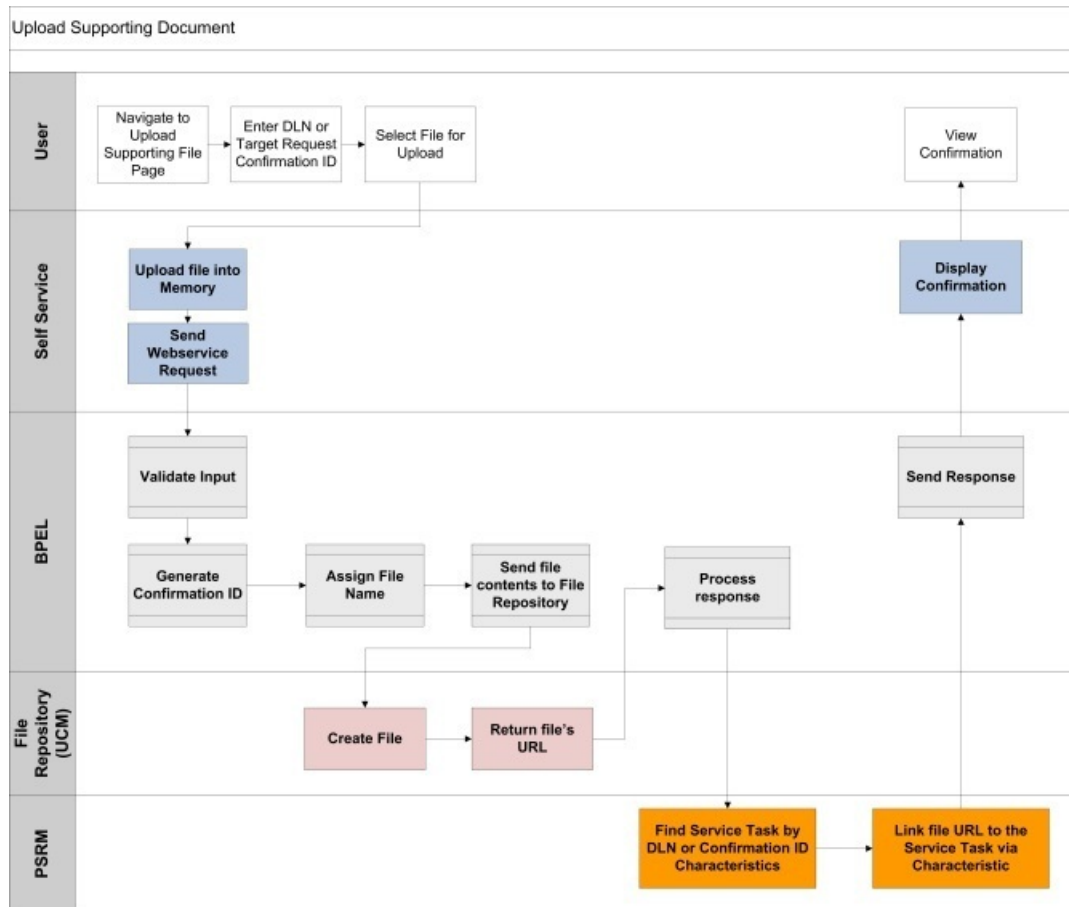 Upload Supporting Document
User
Navigate to
Upload
Supporting File
Page
Enter DLN or
Target Request
Confirmation ID
Select File for
Upload
View
Confirmation
Self Service
Upload file into
Memory
Send
Webservice
Request
Display
Confirmation
BPEL
Validate Input
Send Response
Generate
Confirmation ID
Assign File
Name
Send file
contents to File
Repository
Process
response
File
Repository
(UCM)
Create File
Return file's
URL
PSRM
Find Service Task by
DLN or Confirmation ID
Characteristics
Link file URL to the
Service Task via
Characteristic